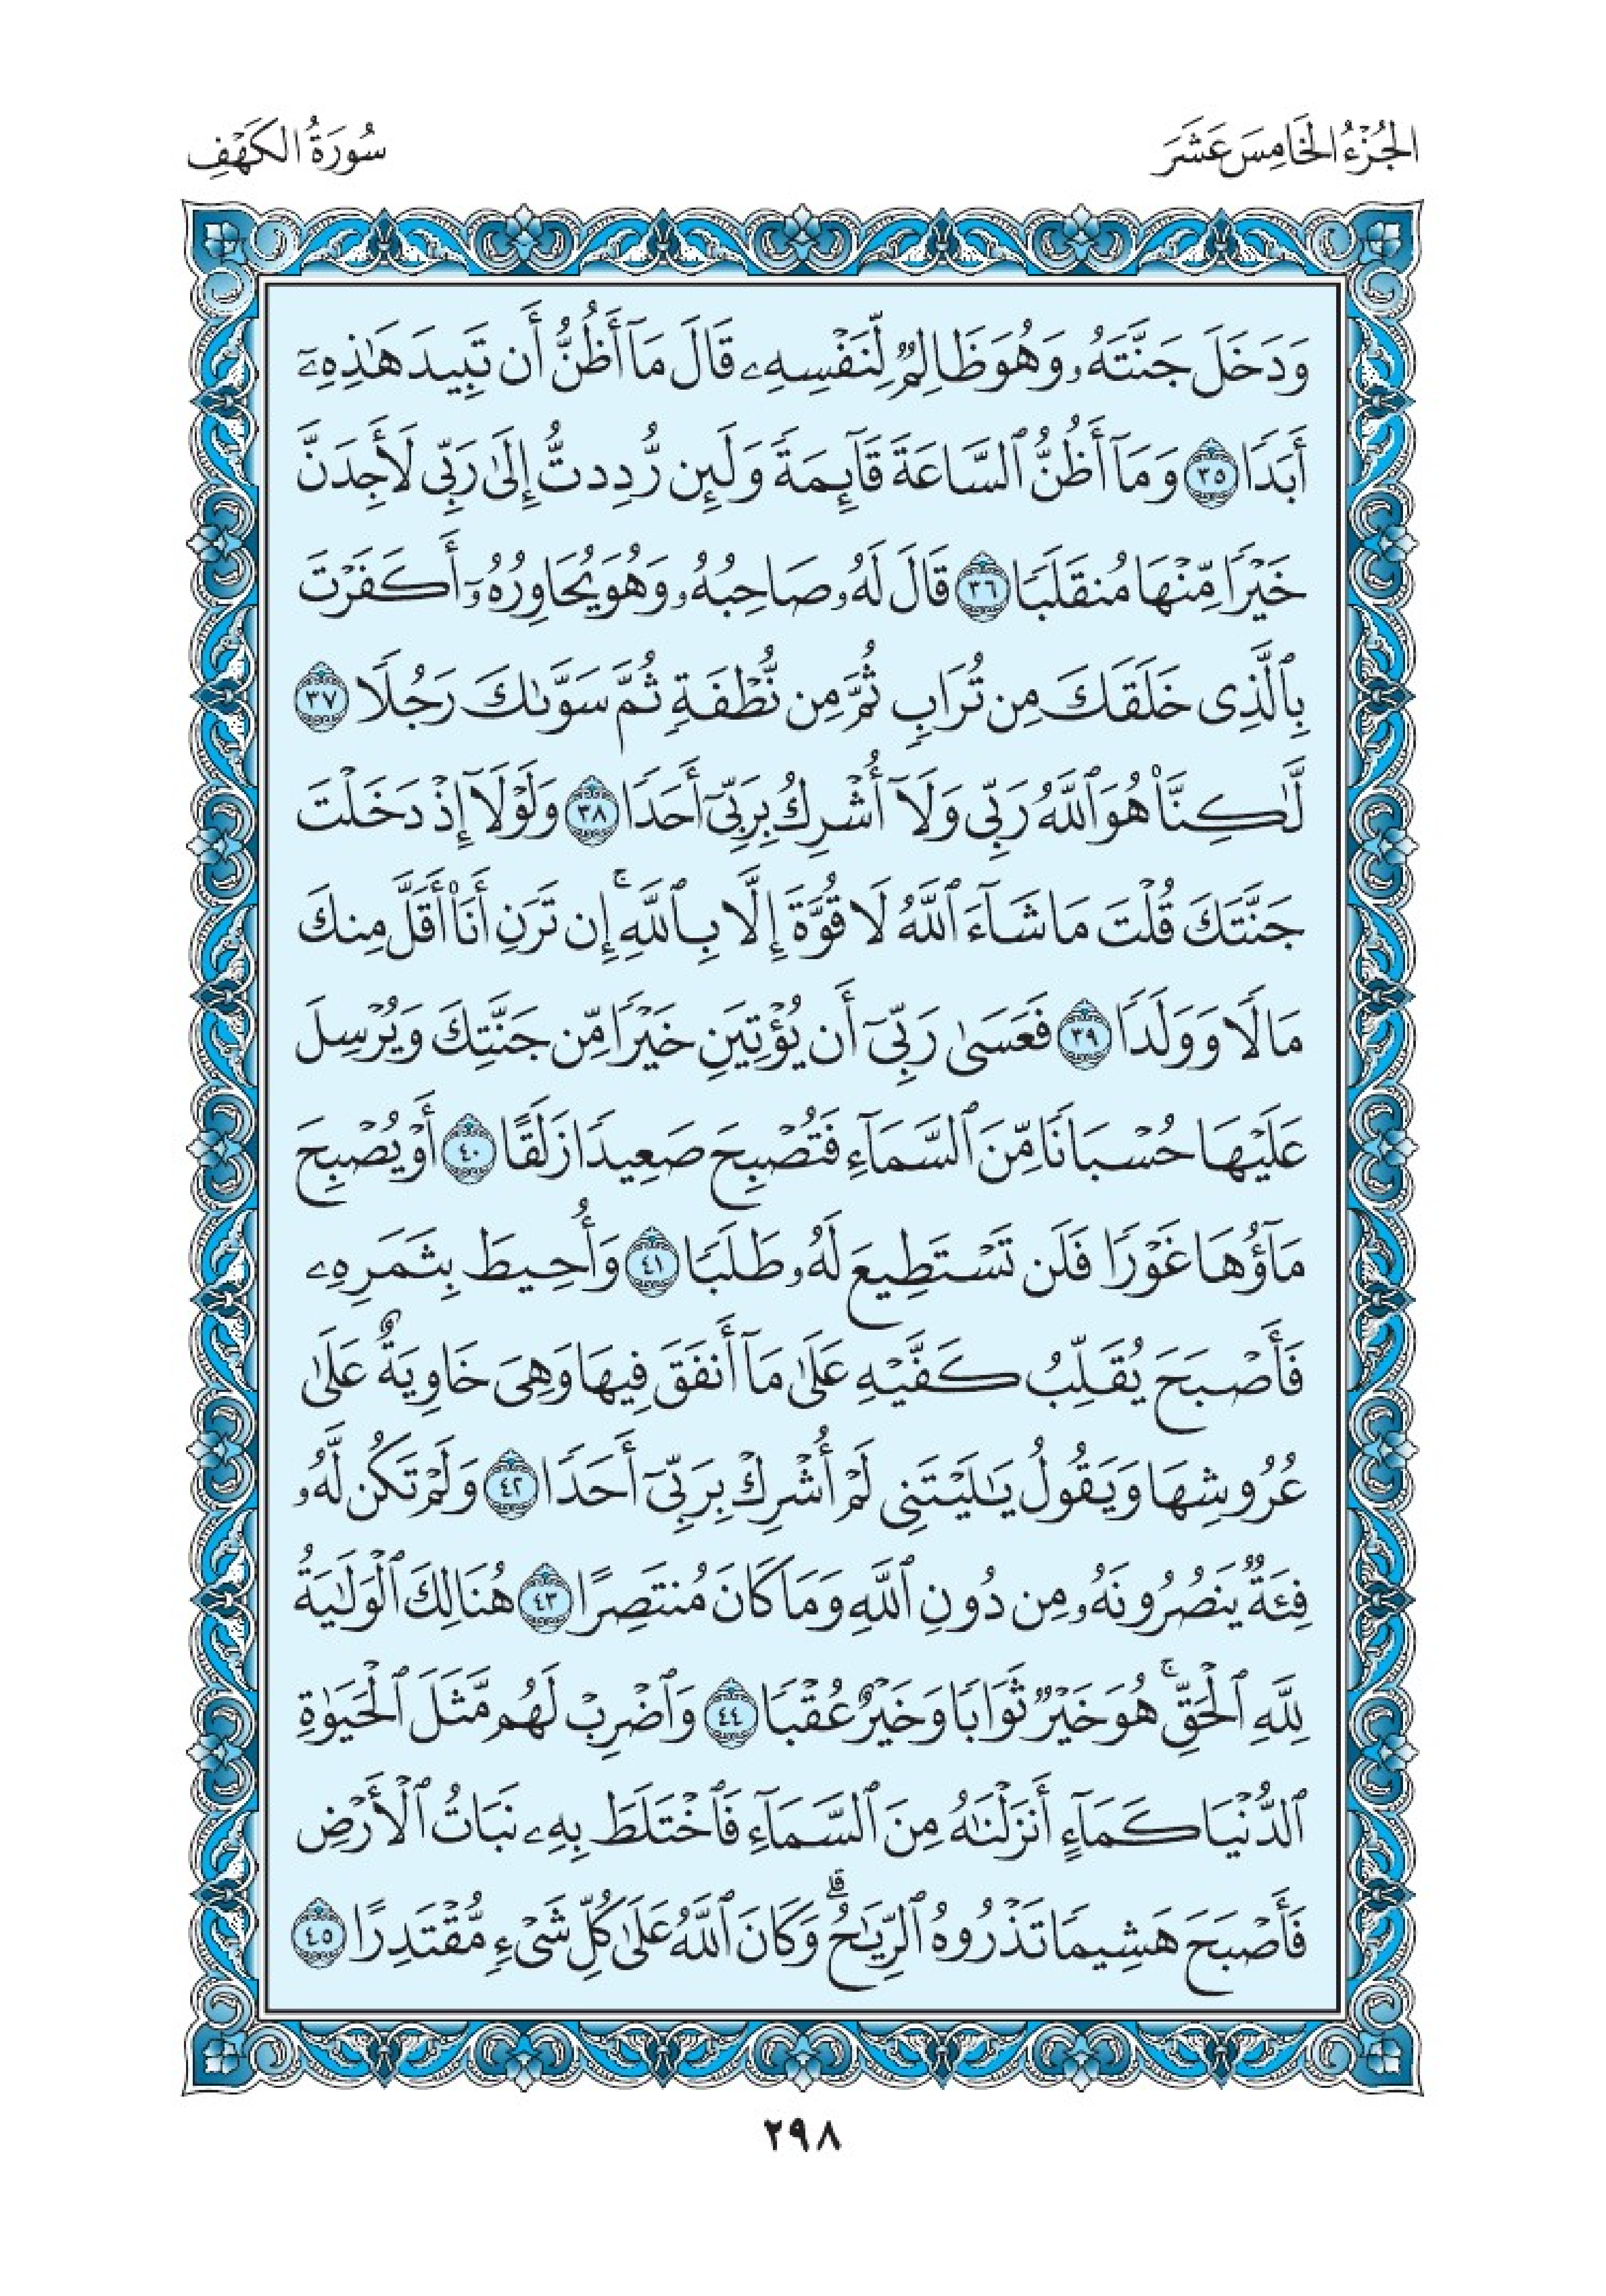 الجُزْءُ الخَامِسَ عَشَرَ
سُورَةُ الكَهْفِ
وَدَخَلَ جَنَّتَهُۥ وَهُوَ ظَالِمٌ لِّنَفْسِهِۦ قَالَ مَآ أَظُنُّ أَن تَبِيدَ هَٰذِهِۦٓ
أَبَدًا ٣٥ وَمَآ أَظُنُّ ٱلسَّاعَةَ قَآئِمَةً وَلَئِن رُّدِدتُّ إِلَىٰ رَبِّى لَأَجِدَنَّ
خَيْرًا مِّنْهَا مُنقَلَبًا ٣٦ قَالَ لَهُۥ صَاحِبُهُۥ وَهُوَ يُحَاوِرُهُۥٓ أَكَفَرْتَ
بِٱلَّذِى خَلَقَكَ مِن تُرَابٍ ثُمَّ مِن نُّطْفَةٍ ثُمَّ سَوَّىٰكَ رَجُلًا ٣٧
لَّٰكِنَّا۠ هُوَ ٱللَّهُ رَبِّى وَلَآ أُشْرِكُ بِرَبِّىٓ أَحَدًا ٣٨ وَلَوْلَآ إِذْ دَخَلْتَ
جَنَّتَكَ قُلْتَ مَا شَآءَ ٱللَّهُ لَا قُوَّةَ إِلَّا بِٱللَّهِۚ إِن تَرَنِ أَنَا۠ أَقَلَّ مِنكَ
مَالًا وَوَلَدًا ٣٩ فَعَسَىٰ رَبِّىٓ أَن يُؤْتِيَنِ خَيْرًا مِّن جَنَّتِكَ وَيُرْسِلَ
عَلَيْهَا حُسْبَانًا مِّنَ ٱلسَّمَآءِ فَتُصْبِحَ صَعِيدًا زَلَقًا ٤٠ أَوْ يُصْبِحَ
مَآؤُهَا غَوْرًا فَلَن تَسْتَطِيعَ لَهُۥ طَلَبًا ٤١ وَأُحِيطَ بِثَمَرِهِۦ
فَأَصْبَحَ يُقَلِّبُ كَفَّيْهِ عَلَىٰ مَآ أَنفَقَ فِيهَا وَهِىَ خَاوِيَةٌ عَلَىٰ
عُرُوشِهَا وَيَقُولُ يَٰلَيْتَنِى لَمْ أُشْرِكْ بِرَبِّىٓ أَحَدًا ٤٢ وَلَمْ تَكُن لَّهُۥ
فِئَةٌ يَنصُرُونَهُۥ مِن دُونِ ٱللَّهِ وَمَا كَانَ مُنتَصِرًا ٤٣ هُنَالِكَ ٱلْوَلَٰيَةُ
لِلَّهِ ٱلْحَقِّۚ هُوَ خَيْرٌ ثَوَابًا وَخَيْرٌ عُقْبًا ٤٤ وَٱضْرِبْ لَهُم مَّثَلَ ٱلْحَيَوٰةِ
ٱلدُّنْيَا كَمَآءٍ أَنزَلْنَٰهُ مِنَ ٱلسَّمَآءِ فَٱخْتَلَطَ بِهِۦ نَبَاتُ ٱلْأَرْضِ
فَأَصْبَحَ هَشِيمًا تَذْرُوهُ ٱلرِّيَٰحُۗ وَكَانَ ٱللَّهُ عَلَىٰ كُلِّ شَىْءٍ مُّقْتَدِرًا ٤٥
٢٩٨